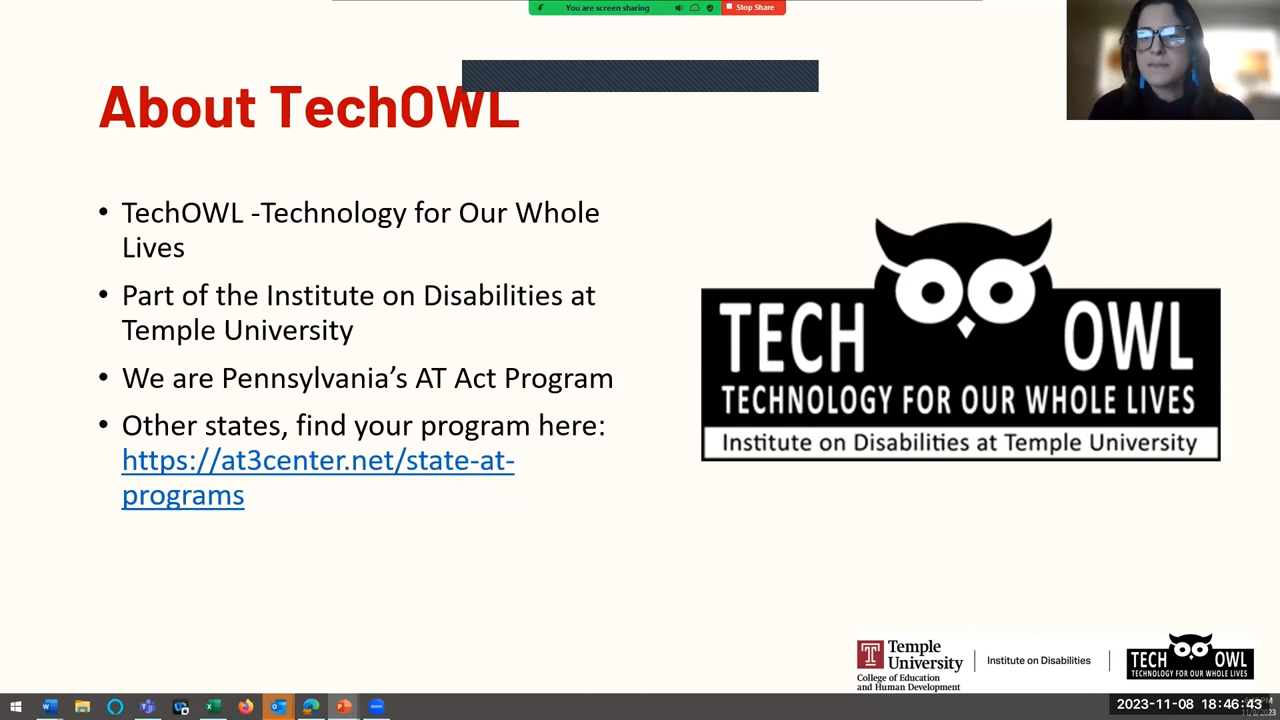 You are screen sharing
Stop Share
About TechOWL
• TechOWL -Technology for Our Whole
Lives
• Part of the Institute on Disabilities at
Temple University
• We are Pennsylvania’s AT Act Program
• Other states, find your program here:
https://at3center.net/state-at-
programs
TECH OWL
TECHNOLOGY FOR OUR WHOLE LIVES
Institute on Disabilities at Temple University
Temple
University
College of Education
and Human Development
Institute on Disabilities
TECH OWL
TECHNOLOGY FOR OUR WHOLE LIVES
2023-11-08 18:46:43